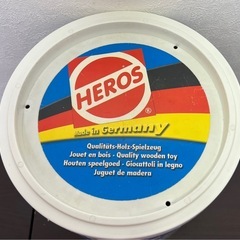 HEROS
®
Made in Germany
Qualitäts-Holz-Spielzeug
Jouet en bois - Quality wooden toy
Houten speelgoed - Giocatteli in legno
Juguet de madera